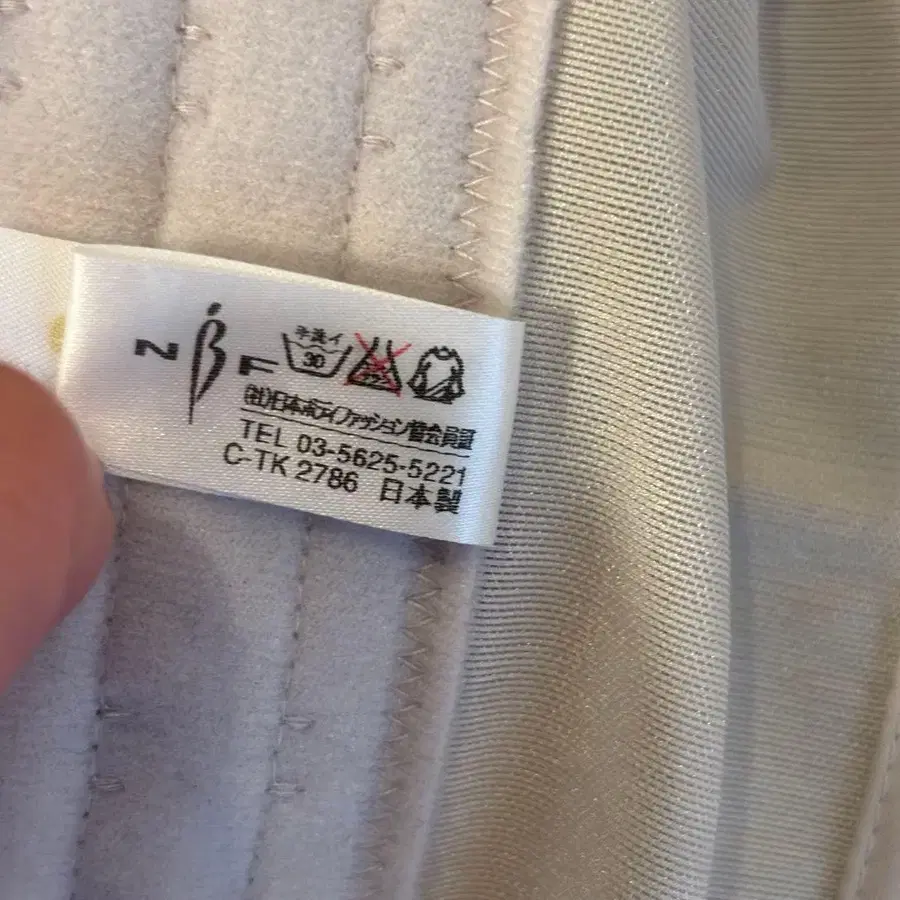 N
手洗イ
30
(社)日本ボディファッション協会員証
TEL 03-5625-5221
C-TK 2786 日本製